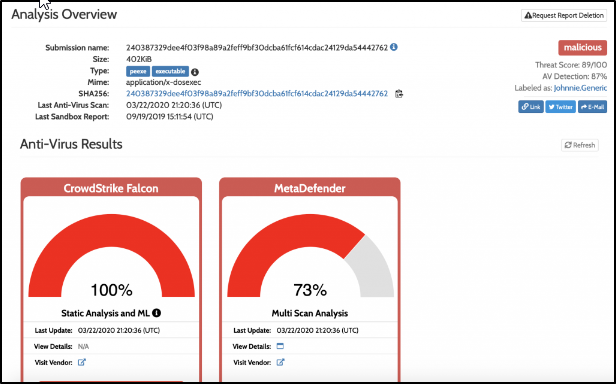 Analysis Overview
Request Report Deletion
Submission name: 240387329dee4f03f98a89a2feff9bf30dcba61fcf614cdac24129da54442762
Size: 402KiB
Type: peexe executable
Mime: application/x-dosexec
SHA256: 240387329dee4f03f98a89a2feff9bf30dcba61fcf614cdac24129da54442762
Last Anti-Virus Scan: 03/22/2020 21:20:36 (UTC)
Last Sandbox Report: 09/19/2019 15:11:54 (UTC)
malicious
Threat Score: 89/100
AV Detection: 87%
Labeled as: Johnnie.Generic
Link Twitter E-Mail
Anti-Virus Results
Refresh
CrowdStrike Falcon
100%
Static Analysis and ML
Last Update: 03/22/2020 21:20:36 (UTC)
View Details: N/A
Visit Vendor:
MetaDefender
73%
Multi Scan Analysis
Last Update: 03/22/2020 21:20:36 (UTC)
View Details:
Visit Vendor: